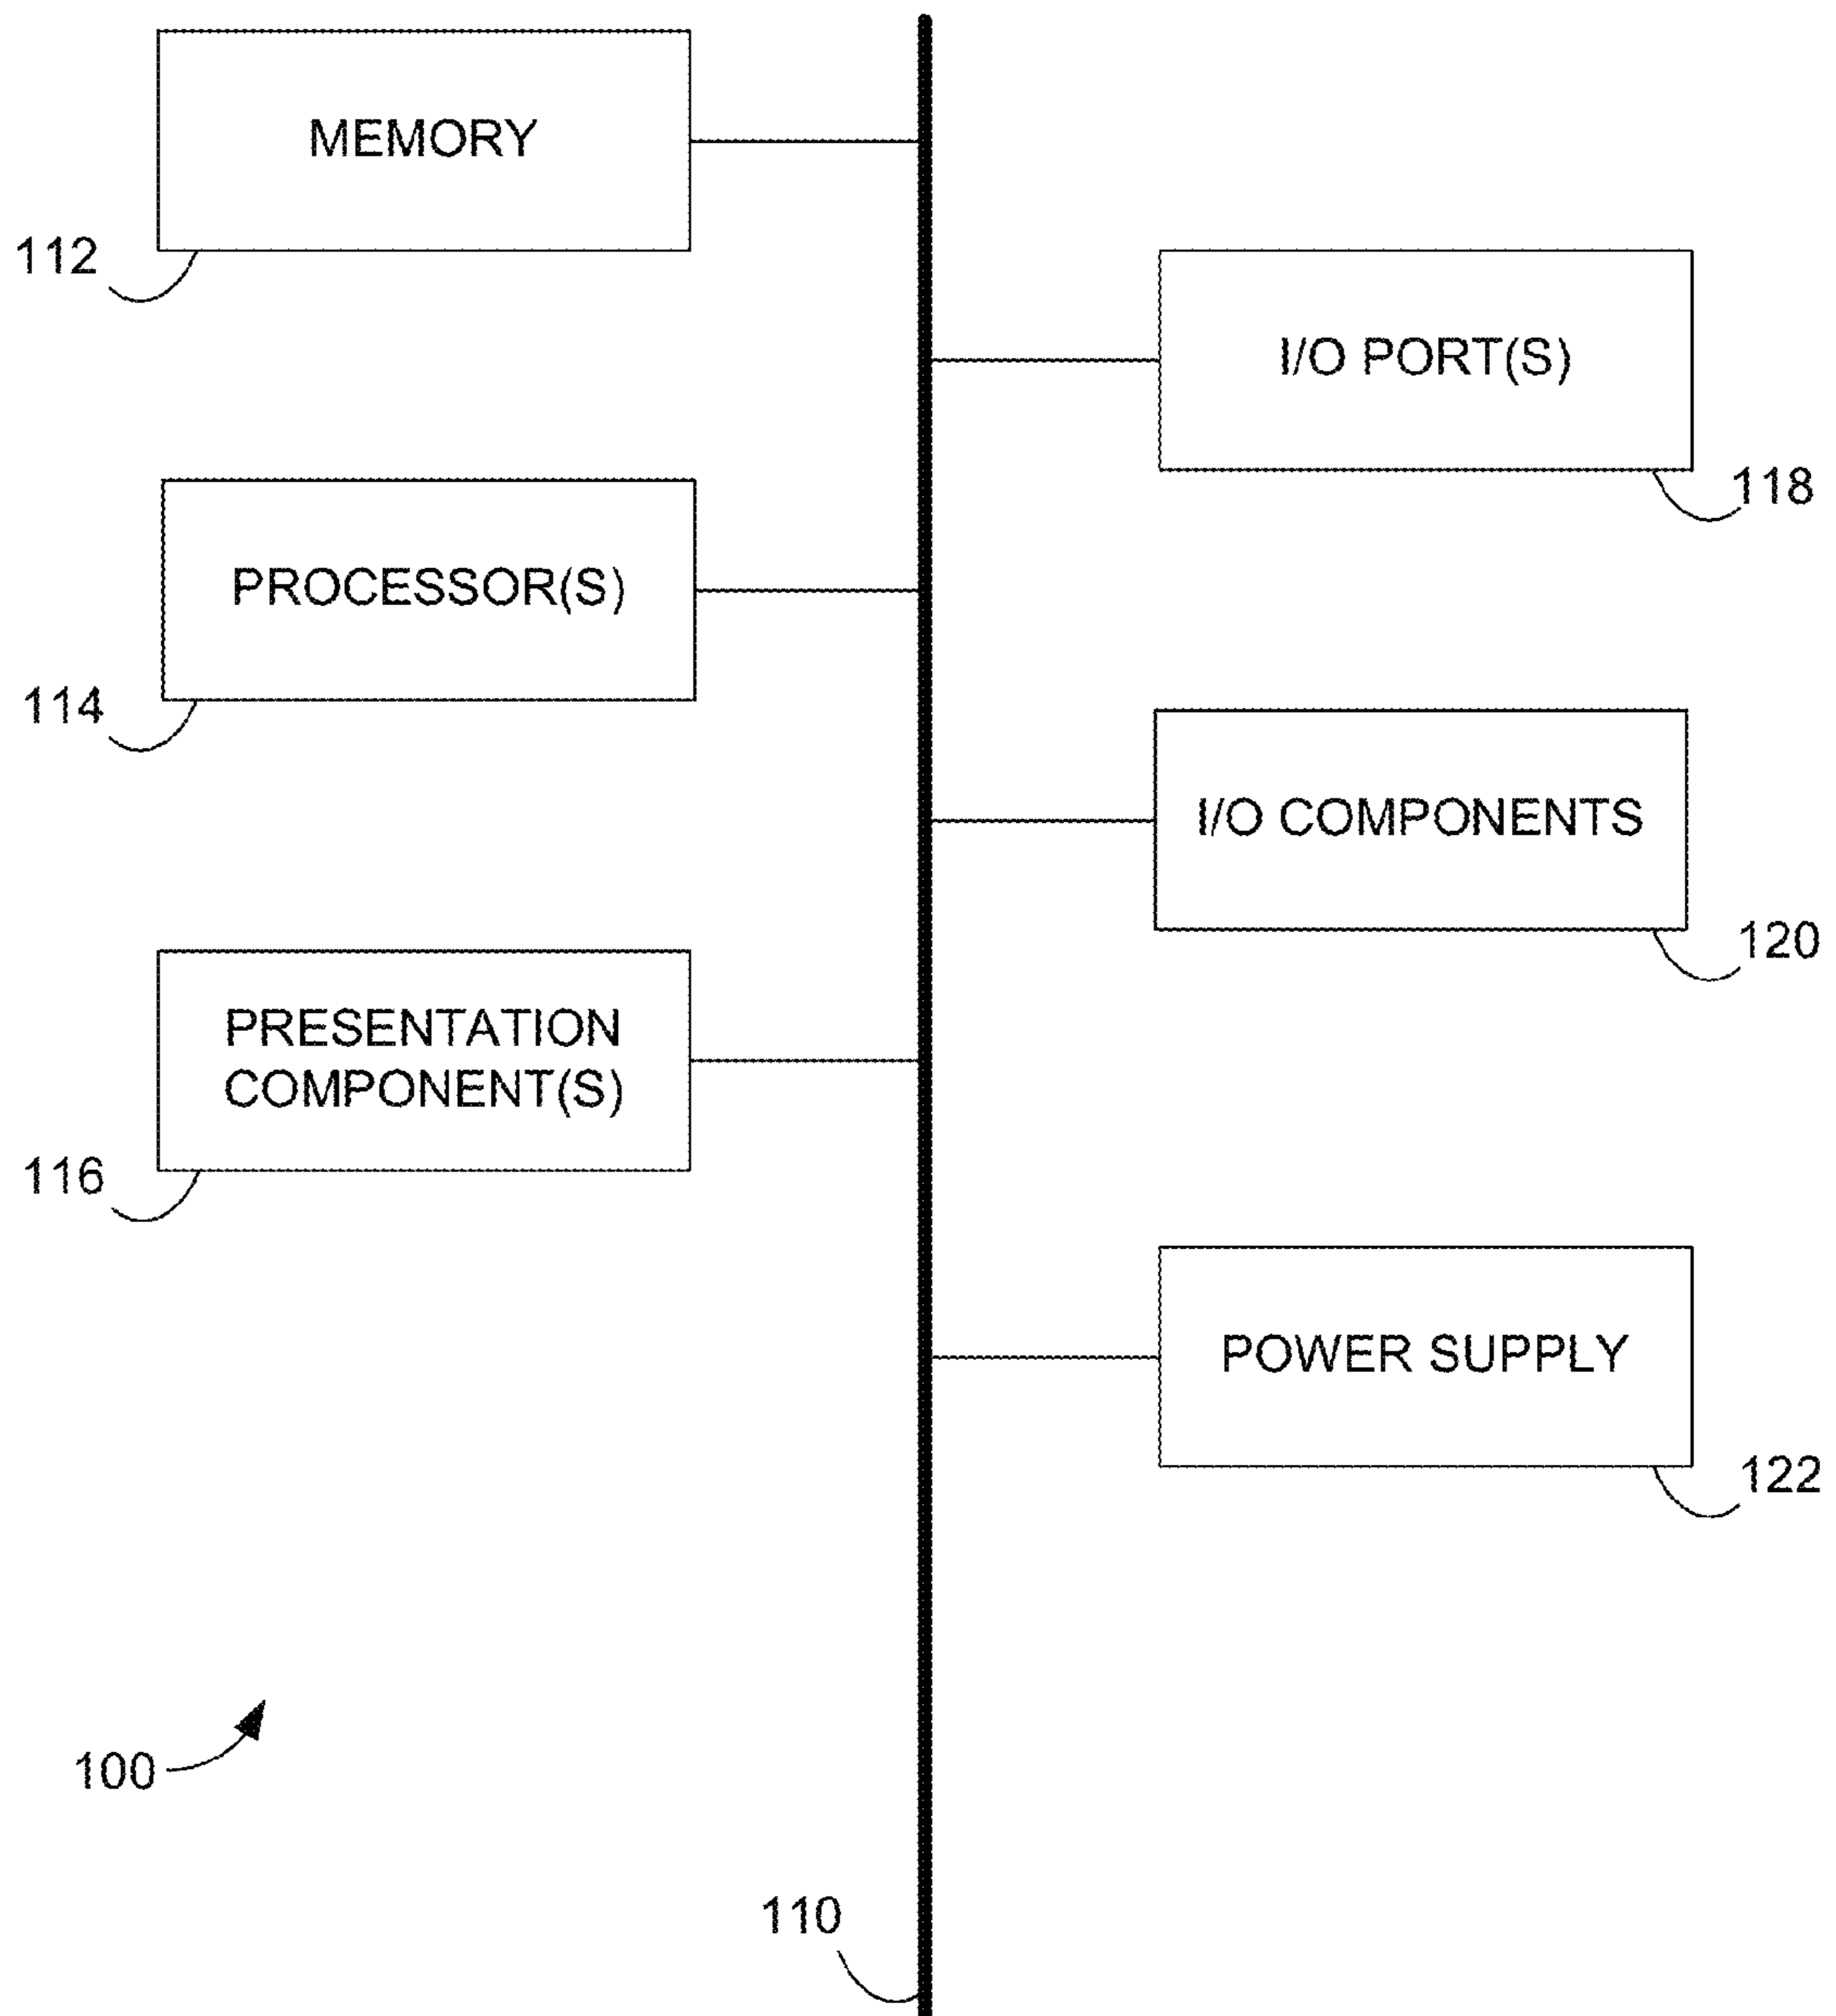 MEMORY
112
I/O PORT(S)
118
PROCESSOR(S)
114
I/O COMPONENTS
120
PRESENTATION
COMPONENT(S)
116
POWER SUPPLY
122
100
110